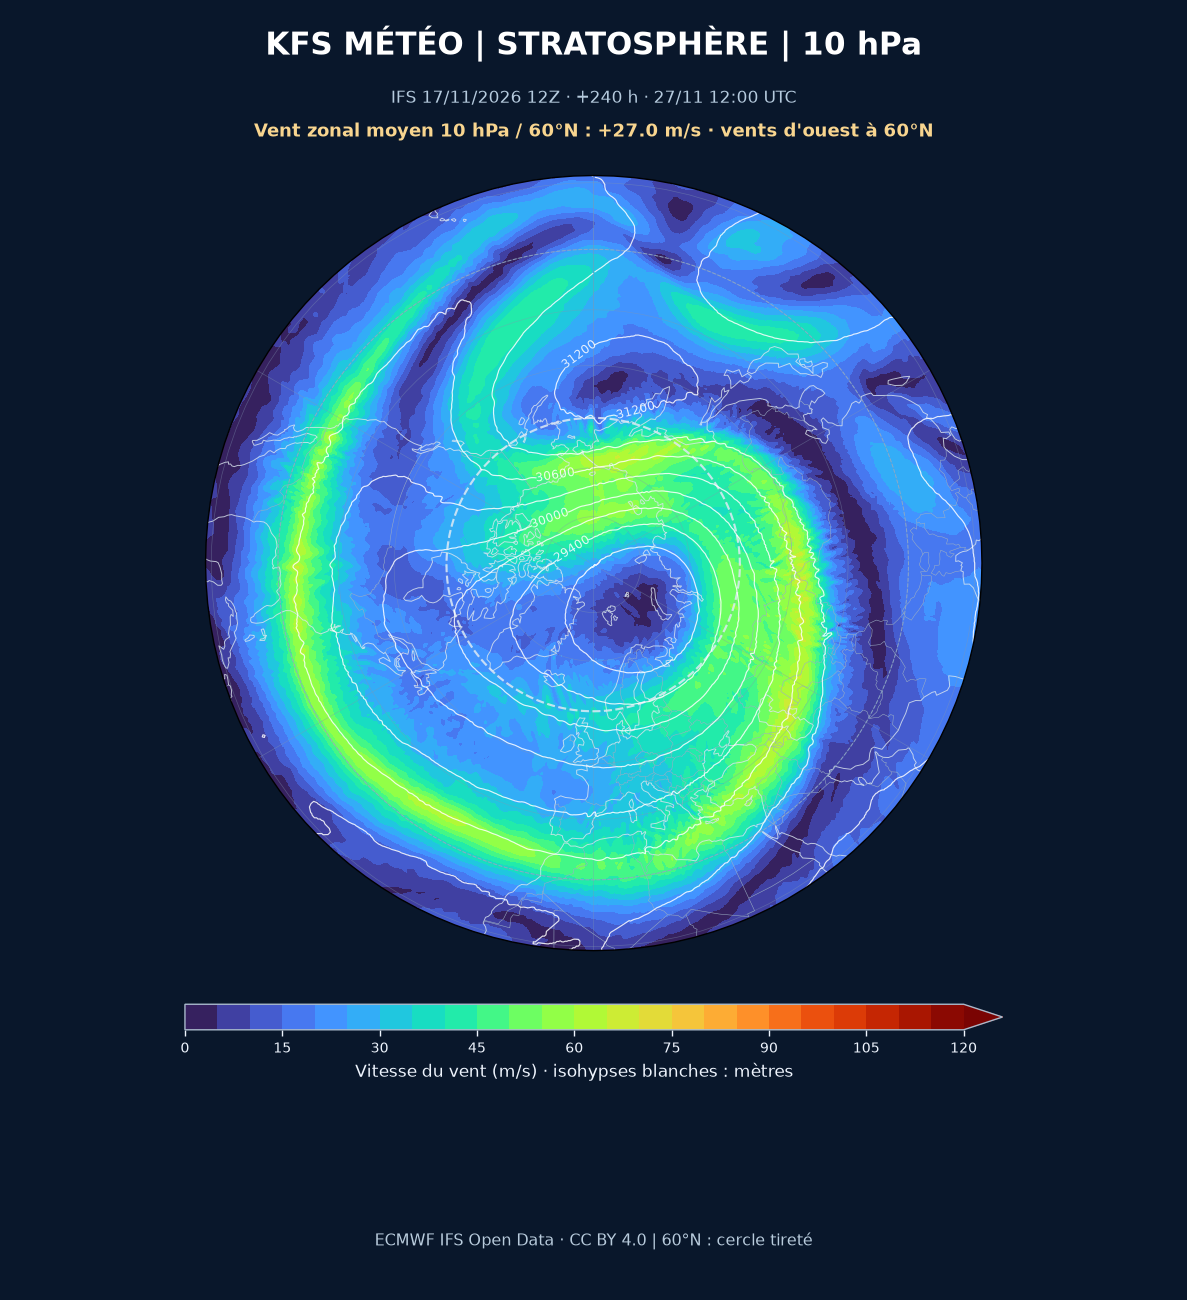 KFS MÉTÉO | STRATOSPHÈRE | 10 hPa
IFS 17/11/2026 12Z · +240 h · 27/11 12:00 UTC
Vent zonal moyen 10 hPa / 60°N : +27.0 m/s · vents d'ouest à 60°N
31200
31200
30600
30000
29400
0 15 30 45 60 75 90 105 120
Vitesse du vent (m/s) · isohypses blanches : mètres
ECMWF IFS Open Data · CC BY 4.0 | 60°N : cercle tireté